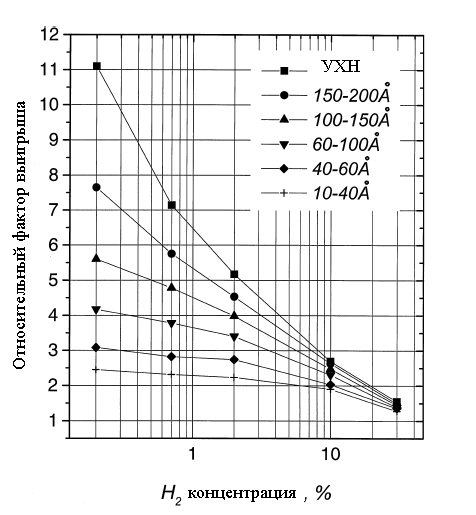 12
11
10
9
8
7
6
5
4
3
2
1
Относительный фактор выигрыша
УХН
150-200Å
100-150Å
60-100Å
40-60Å
10-40Å
1
10
H₂ концентрация , %